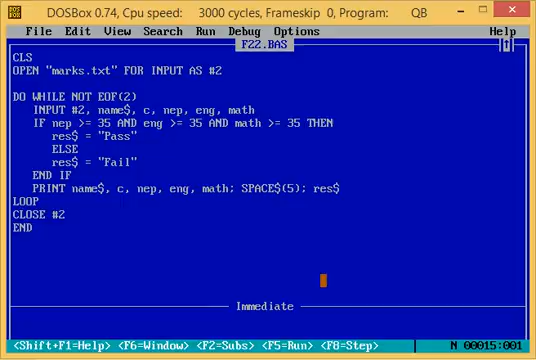 DOSBox 0.74, Cpu speed: 3000 cycles, Frameskip 0, Program: QB
File Edit View Search Run Debug Options Help
F22.BAS
CLS
OPEN "marks.txt" FOR INPUT AS #2
DO WHILE NOT EOF(2)
INPUT #2, name$, c, nep, eng, math
IF nep >= 35 AND eng >= 35 AND math >= 35 THEN
res$ = "Pass"
ELSE
res$ = "Fail"
END IF
PRINT name$, c, nep, eng, math; SPACE$(5); res$
LOOP
CLOSE #2
END
Immediate
<Shift+F1=Help> <F6=Window> <F2=Subs> <F5=Run> <F8=Step> N 00015:001